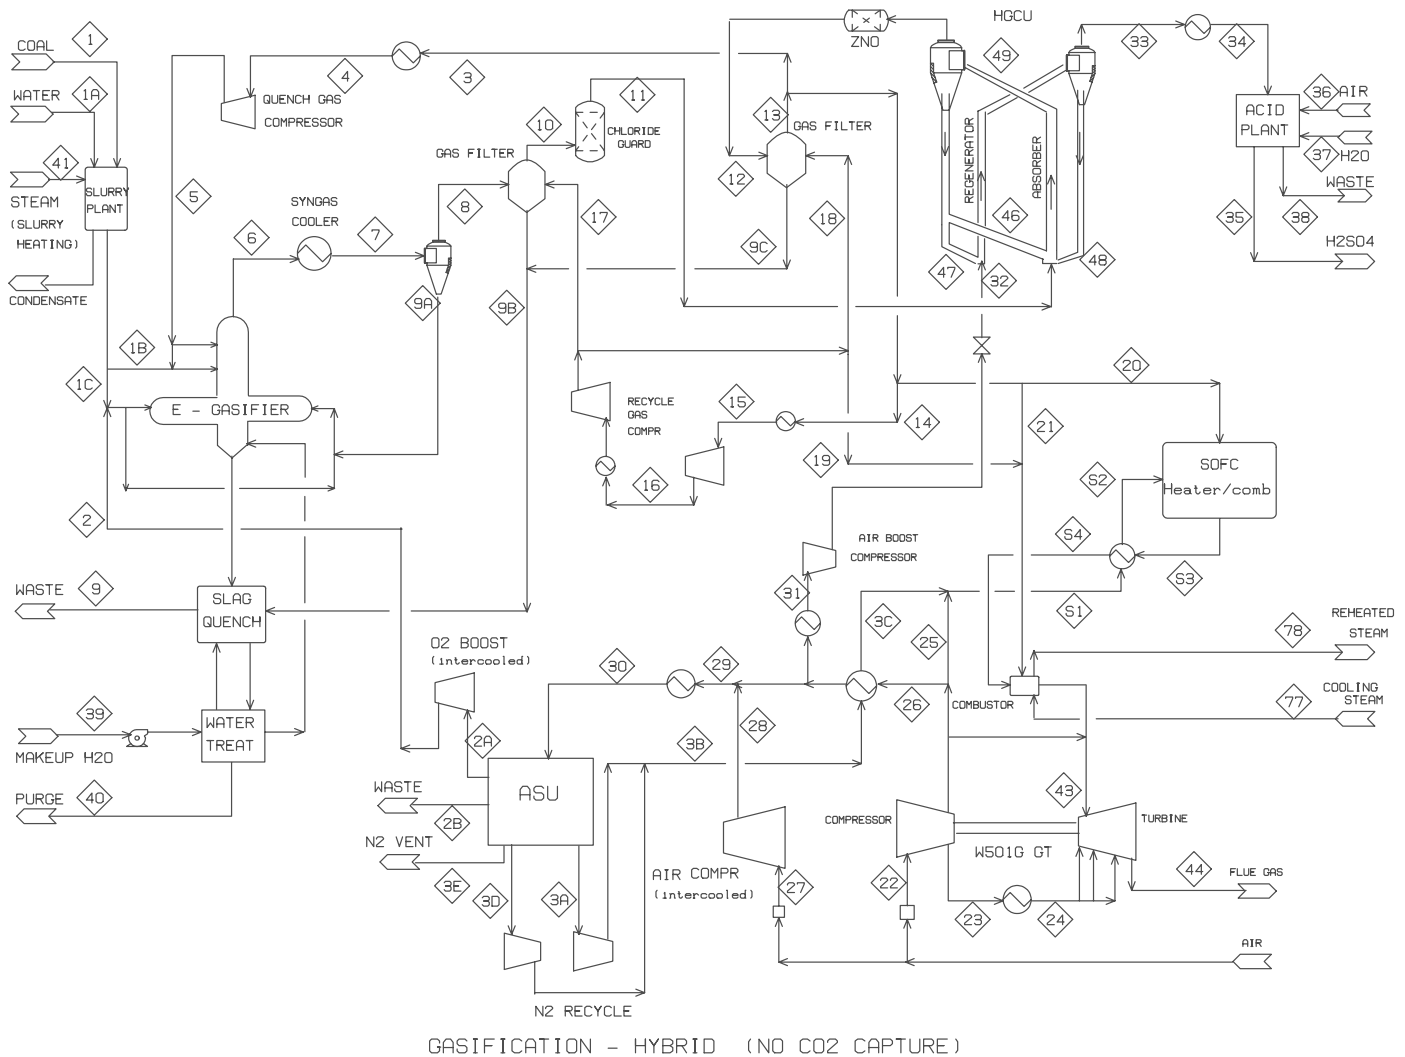 COAL
1
WATER
1A
41
STEAM
(SLURRY
HEATING)
SLURRY
PLANT
CONDENSATE
1B
1C
2
5
6
SYNGAS
COOLER
7
8
9A
4
3
QUENCH GAS
COMPRESSOR
E - GASIFIER
GAS FILTER
10
11
CHLORIDE
GUARD
9B
17
ZNO
12
13
GAS FILTER
9C
18
HGCU
49
REGENERATOR
ABSORBER
46
47
32
48
33
34
ACID
PLANT
36
AIR
37
H2O
WASTE
35
38
H2SO4
RECYCLE
GAS
COMPR
15
14
16
19
20
21
SOFC
Heater/comb
S2
S4
S3
S1
AIR BOOST
COMPRESSOR
31
3C
25
26
78
REHEATED
STEAM
77
COOLING
STEAM
COMBUSTOR
WASTE
9
SLAG
QUENCH
39
MAKEUP H2O
WATER
TREAT
PURGE
40
O2 BOOST
(intercooled)
30
29
28
2A
3B
WASTE
2B
N2 VENT
3E
ASU
3D
3A
AIR COMPR
(intercooled)
27
22
COMPRESSOR
43
TURBINE
W501G GT
23
24
44
FLUE GAS
AIR
N2 RECYCLE
GASIFICATION - HYBRID (NO CO2 CAPTURE)